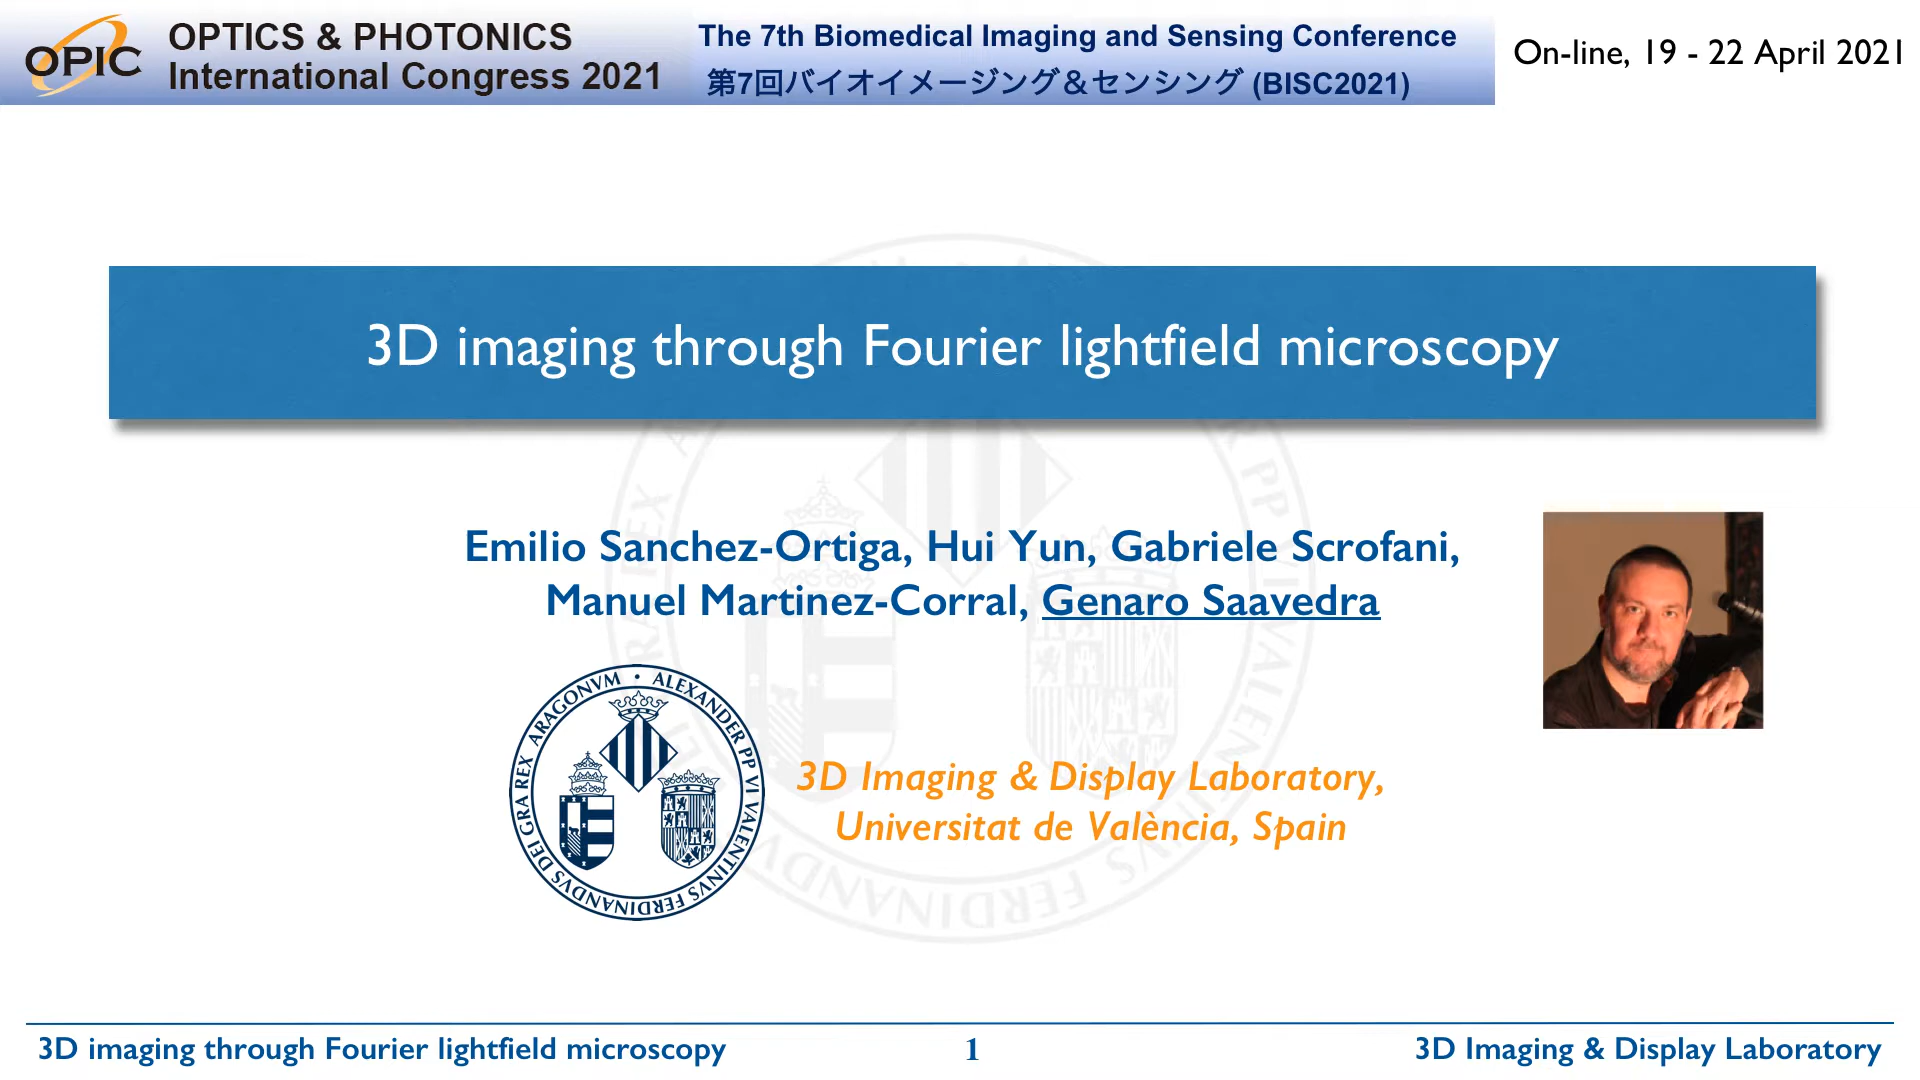 OPIC
OPTICS & PHOTONICS
International Congress 2021
The 7th Biomedical Imaging and Sensing Conference
第7回バイオイメージング＆センシング (BISC2021)
On-line, 19 - 22 April 2021
3D imaging through Fourier lightfield microscopy
Emilio Sanchez-Ortiga, Hui Yun, Gabriele Scrofani,
Manuel Martinez-Corral, Genaro Saavedra
ALEXANDER PP VI VALENTINVS FERDINANDVS DEI GRA REX ARAGONVM •
3D Imaging & Display Laboratory,
Universitat de València, Spain
3D imaging through Fourier lightfield microscopy
1
3D Imaging & Display Laboratory